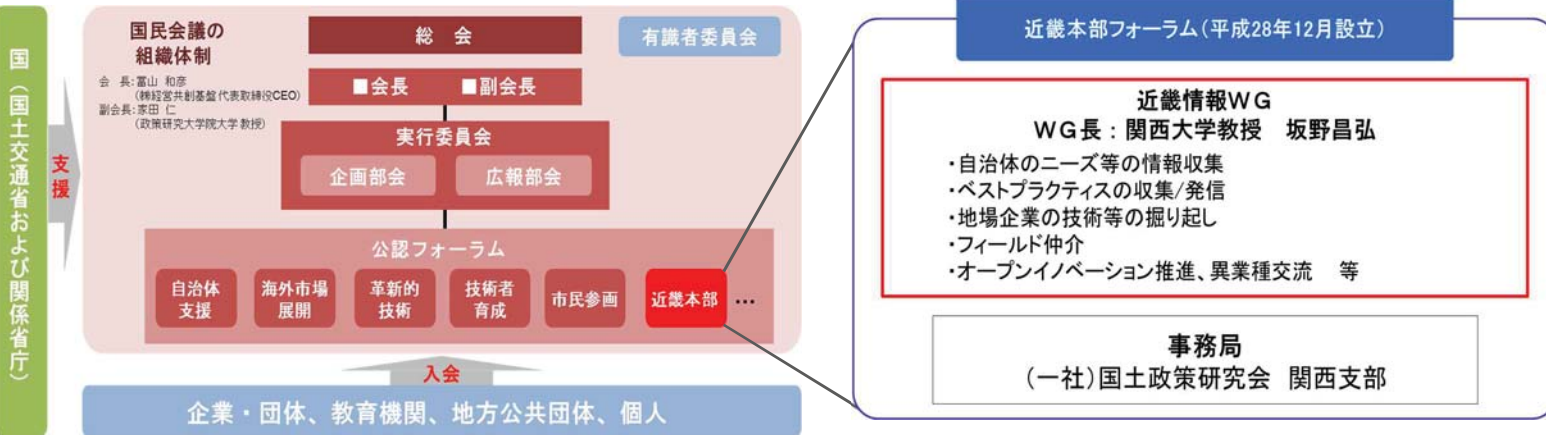 国（国土交通省および関係省庁）
支援
国民会議の
組織体制
会　長：冨山 和彦
(㈱経営共創基盤代表取締役CEO)
副会長：家田 仁
(政策研究大学院大学教授)
総　会
有識者委員会
■会長　■副会長
実行委員会
企画部会　広報部会
公認フォーラム
自治体
支援
海外市場
展開
革新的
技術
技術者
育成
市民参画
近畿本部
…
入会
企業・団体、教育機関、地方公共団体、個人
近畿本部フォーラム（平成28年12月設立）
近畿情報WG
WG長：関西大学教授　坂野昌弘
・自治体のニーズ等の情報収集
・ベストプラクティスの収集/発信
・地場企業の技術等の掘り起し
・フィールド仲介
・オープンイノベーション推進、異業種交流　等
事務局
(一社)国土政策研究会 関西支部